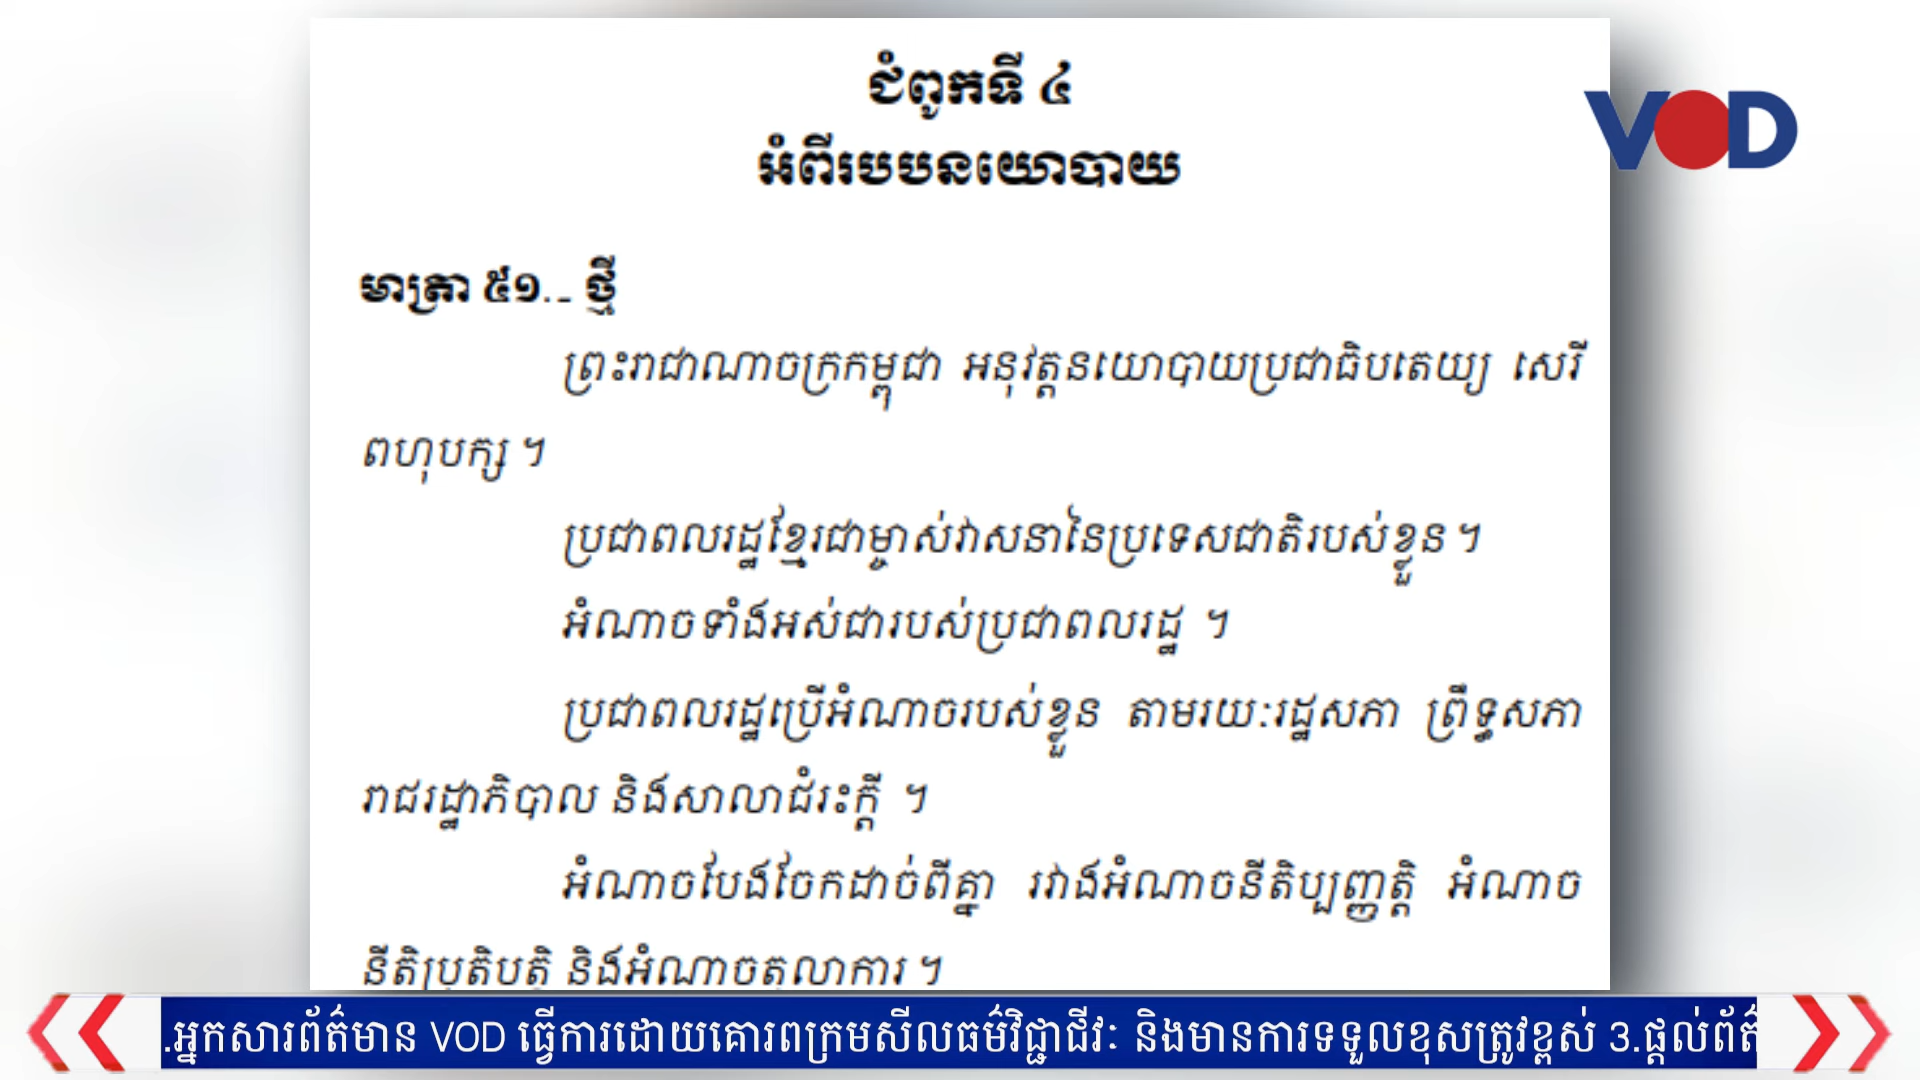 ជំពូកទី ៤
អំពីរបបនយោបាយ
VOD
មាត្រា ៥១._ ថ្មី
ព្រះរាជាណាចក្រកម្ពុជា អនុវត្តនយោបាយប្រជាធិបតេយ្យ សេរី
ពហុបក្ស ។
ប្រជាពលរដ្ឋខ្មែរជាម្ចាស់វាសនានៃប្រទេសជាតិរបស់ខ្លួន ។
អំណាចទាំងអស់ជារបស់ប្រជាពលរដ្ឋ ។
ប្រជាពលរដ្ឋប្រើអំណាចរបស់ខ្លួន តាមរយៈរដ្ឋសភា ព្រឹទ្ធសភា
រាជរដ្ឋាភិបាល និងសាលាជំរះក្តី ។
អំណាចបែងចែកដាច់ពីគ្នា រវាងអំណាចនីតិប្បញ្ញត្តិ អំណាច
នីតិប្រតិបត្តិ និងអំណាចតុលាការ ។
.អ្នកសារព័ត៌មាន VOD ធ្វើការដោយគោរពក្រមសីលធម៌វិជ្ជាជីវៈ និងមានការទទួលខុសត្រូវខ្ពស់ 3.ផ្តល់ព័ត៌